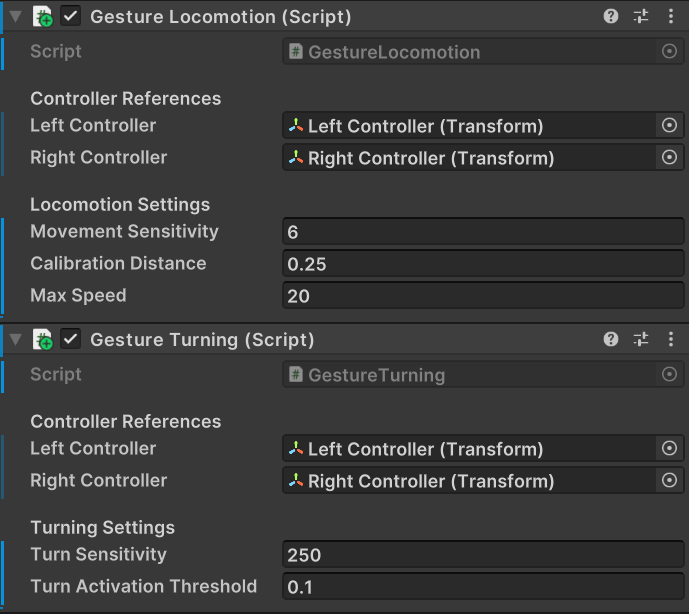 Gesture Locomotion (Script)
Script # GestureLocomotion
Controller References
Left Controller Left Controller (Transform)
Right Controller Right Controller (Transform)
Locomotion Settings
Movement Sensitivity 6
Calibration Distance 0.25
Max Speed 20
Gesture Turning (Script)
Script # GestureTurning
Controller References
Left Controller Left Controller (Transform)
Right Controller Right Controller (Transform)
Turning Settings
Turn Sensitivity 250
Turn Activation Threshold 0.1